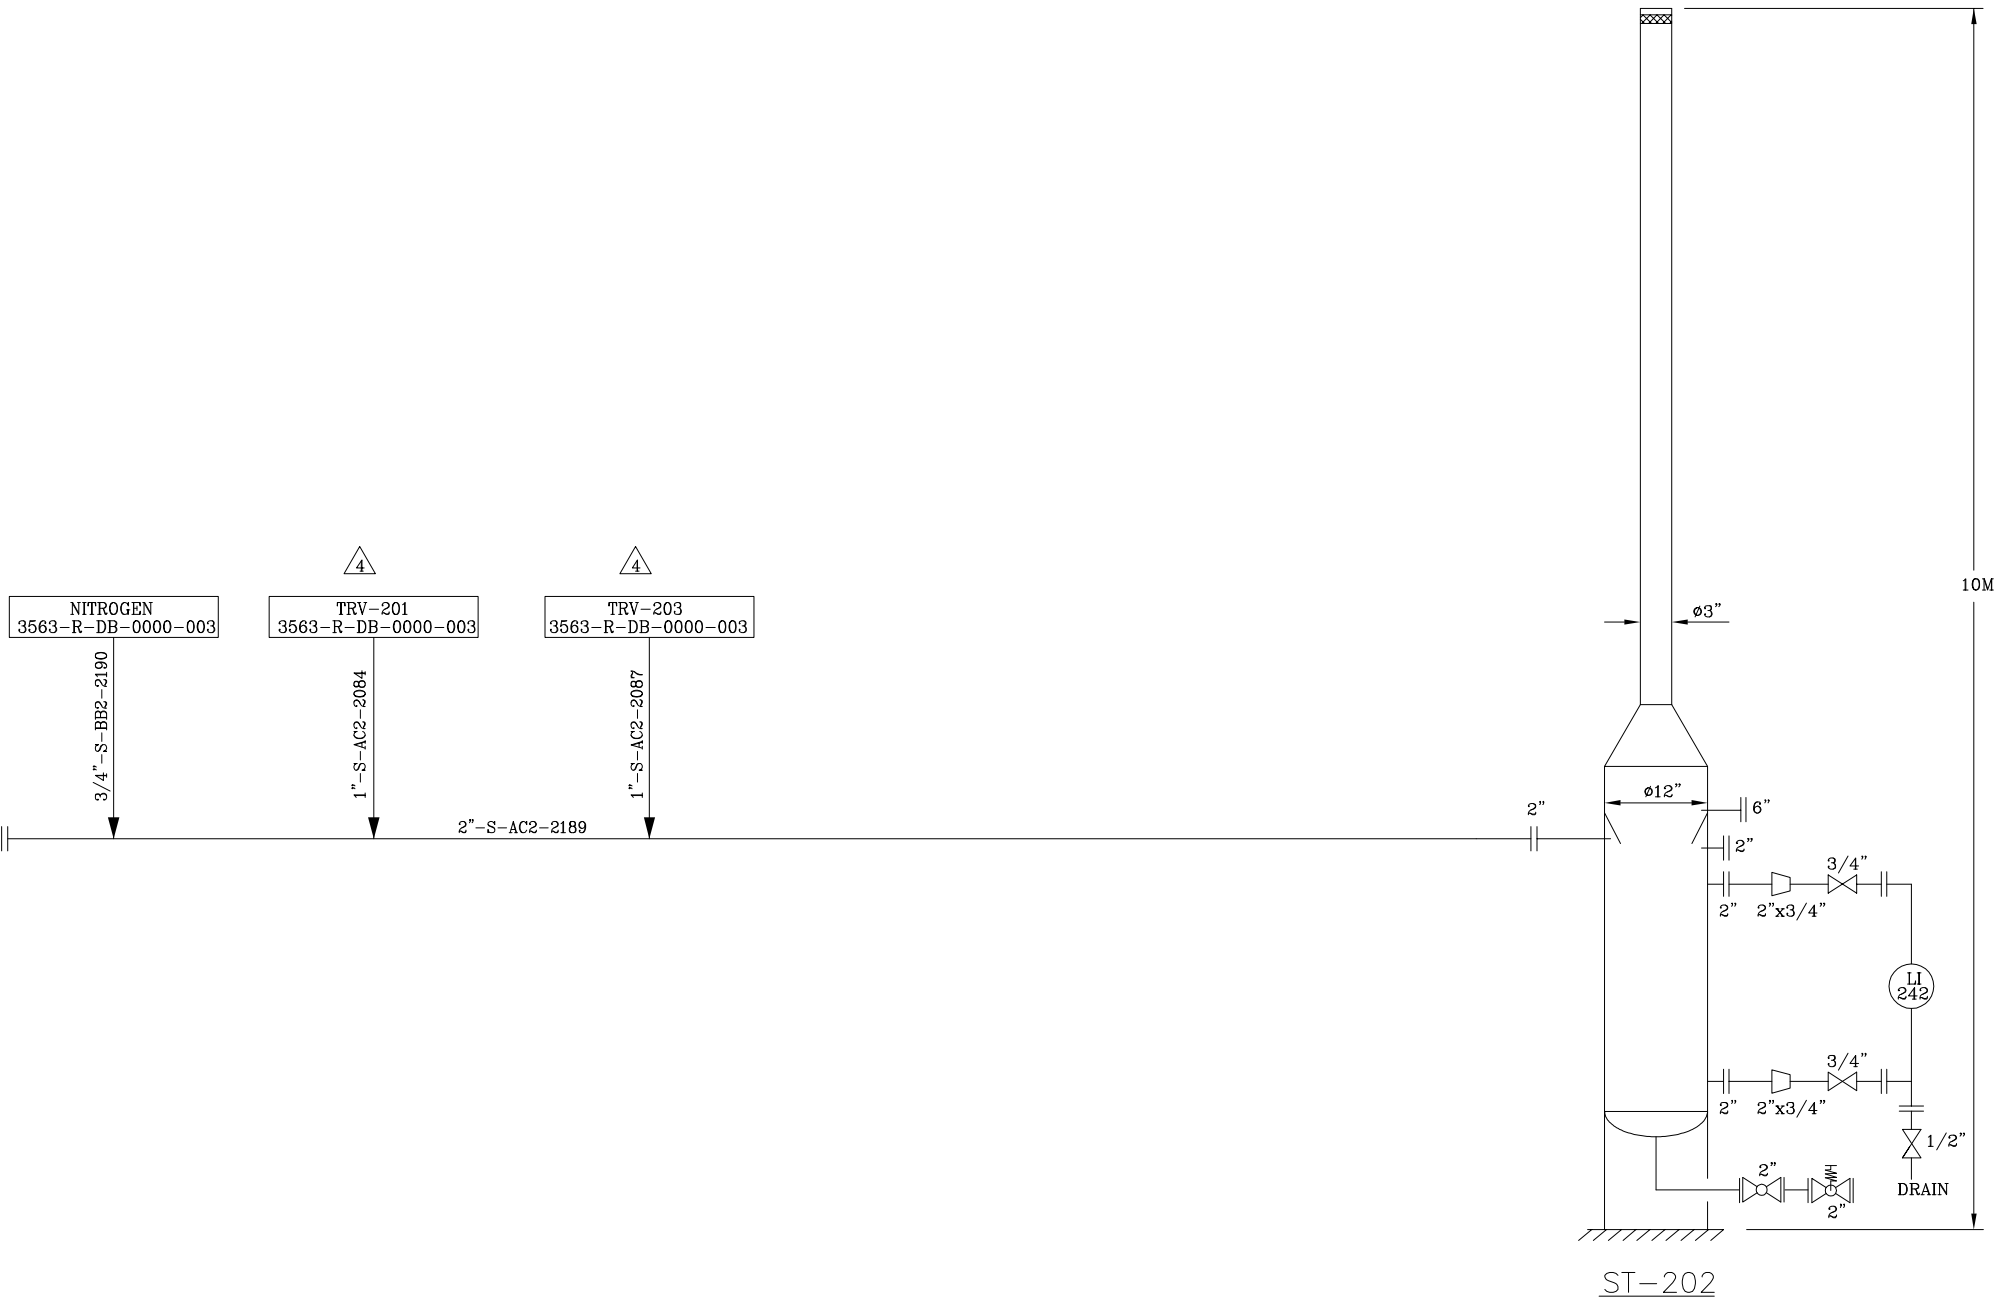 10M
ø3"
4
4
NITROGEN
3563-R-DB-0000-003
TRV-201
3563-R-DB-0000-003
TRV-203
3563-R-DB-0000-003
3/4"-S-BB2-2190
1"-S-AC2-2084
1"-S-AC2-2087
2"-S-AC2-2189
2"
ø12"
6"
2"
3/4"
2"
2"x3/4"
LI
242
3/4"
2"
2"x3/4"
1/2"
DRAIN
2"
2"
ST-202